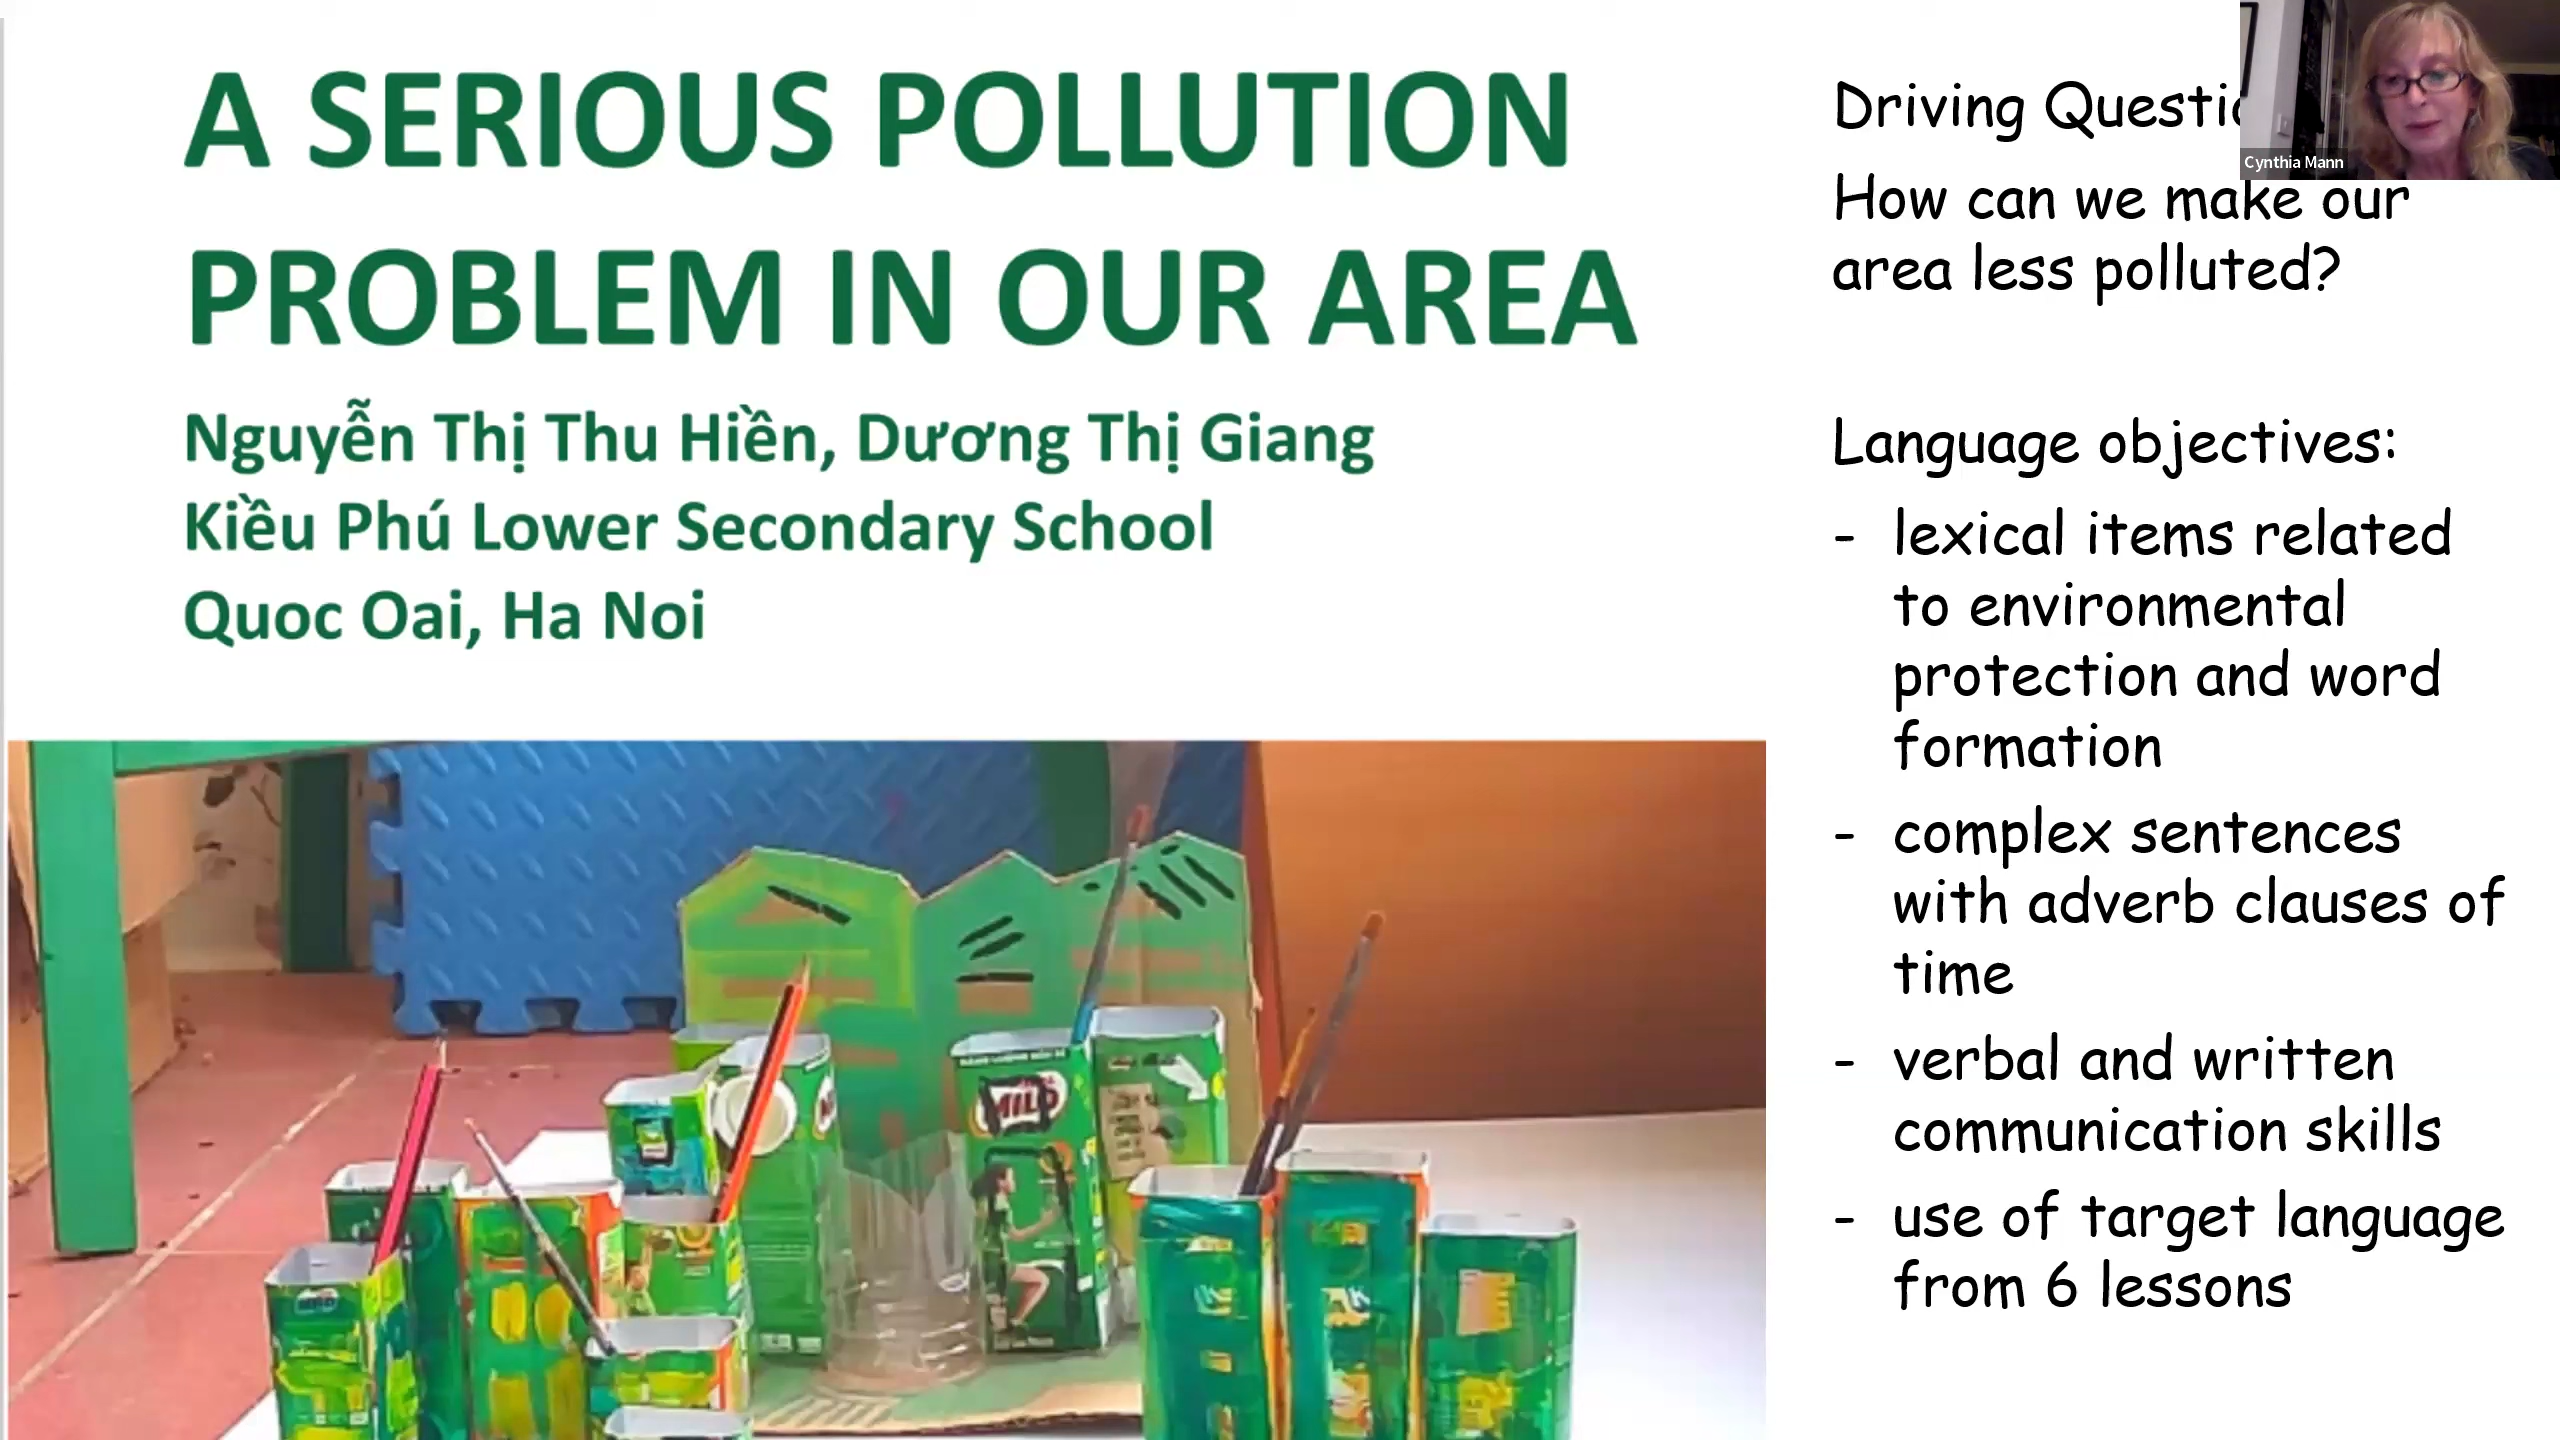 A SERIOUS POLLUTION
PROBLEM IN OUR AREA
Nguyễn Thị Thu Hiền, Dương Thị Giang
Kiều Phú Lower Secondary School
Quoc Oai, Ha Noi
MILO
Driving Questio
Cynthia Mann
How can we make our
area less polluted?
Language objectives:
- lexical items related
to environmental
protection and word
formation
- complex sentences
with adverb clauses of
time
- verbal and written
communication skills
- use of target language
from 6 lessons